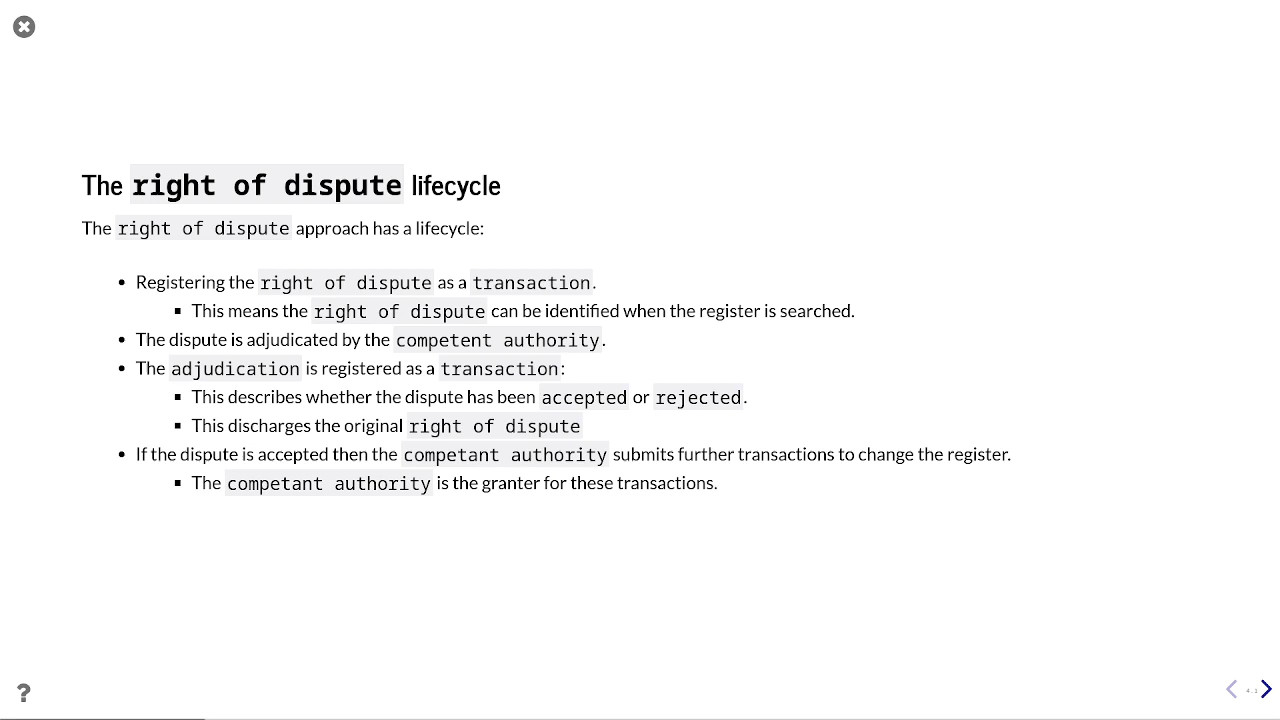 The right of dispute lifecycle
The right of dispute approach has a lifecycle:
• Registering the right of dispute as a transaction.
▪ This means the right of dispute can be identified when the register is searched.
• The dispute is adjudicated by the competent authority.
• The adjudication is registered as a transaction:
▪ This describes whether the dispute has been accepted or rejected.
▪ This discharges the original right of dispute
• If the dispute is accepted then the competant authority submits further transactions to change the register.
▪ The competant authority is the granter for these transactions.
?
4.1